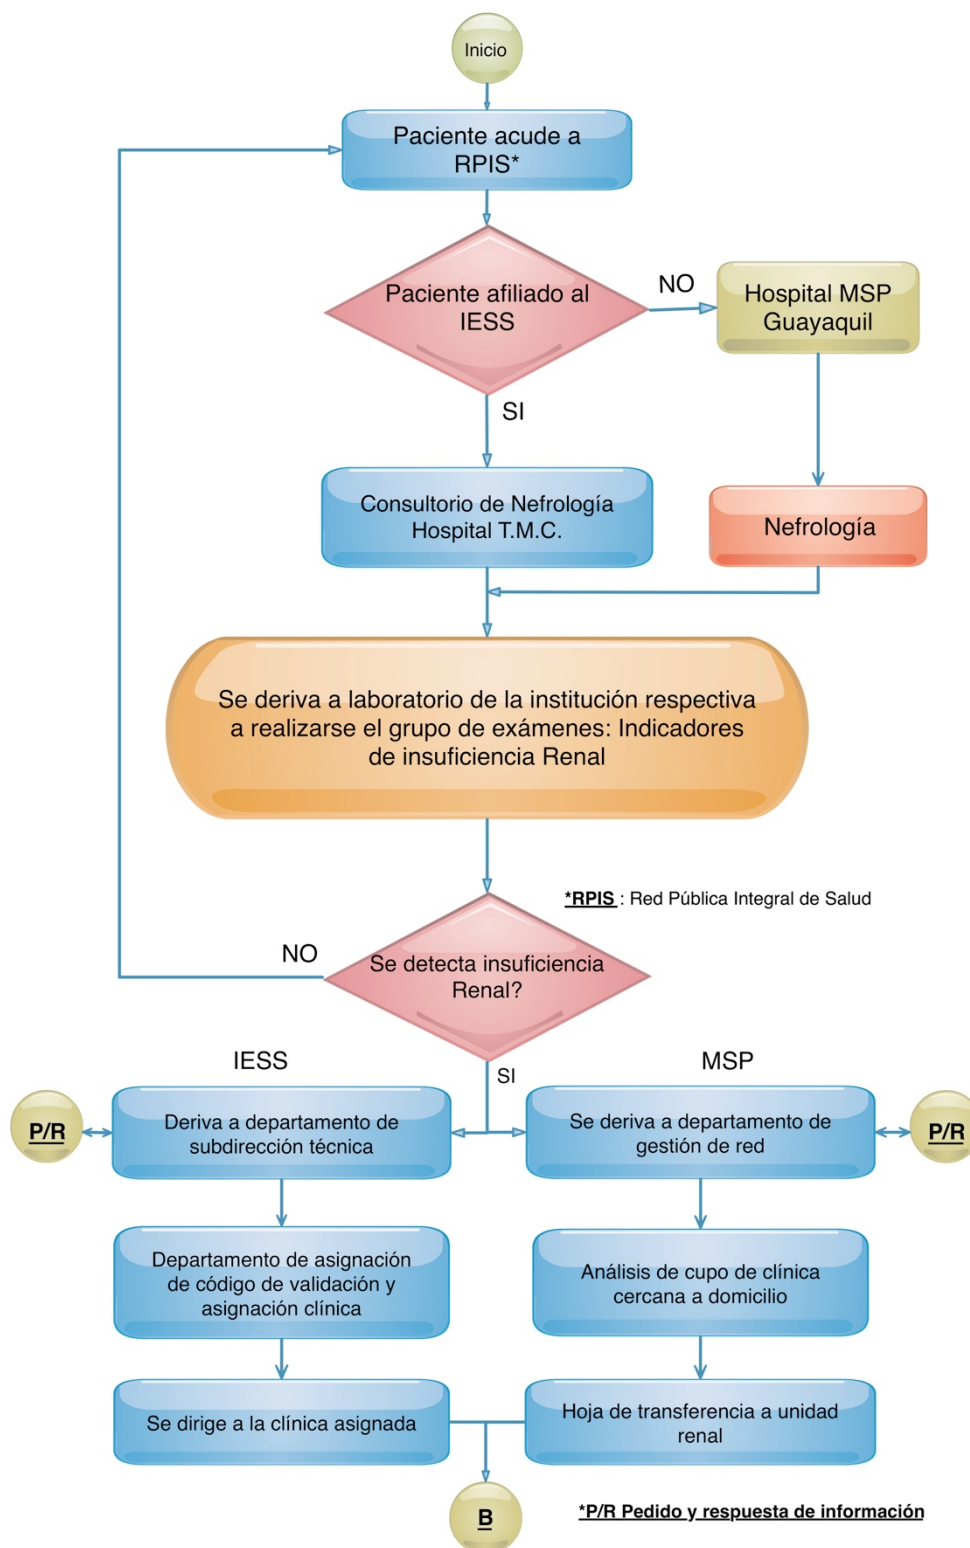 Inicio
Paciente acude a
RPIS*
Paciente afiliado al
IESS
NO
Hospital MSP
Guayaquil
SI
Consultorio de Nefrología
Hospital T.M.C.
Nefrología
Se deriva a laboratorio de la institución respectiva
a realizarse el grupo de exámenes: Indicadores
de insuficiencia Renal
*RPIS : Red Pública Integral de Salud
NO
Se detecta insuficiencia
Renal?
SI
IESS
MSP
P/R
Deriva a departamento de
subdirección técnica
Se deriva a departamento de
gestión de red
P/R
Departamento de asignación
de código de validación y
asignación clínica
Análisis de cupo de clínica
cercana a domicilio
Se dirige a la clínica asignada
Hoja de transferencia a unidad
renal
B
*P/R Pedido y respuesta de información